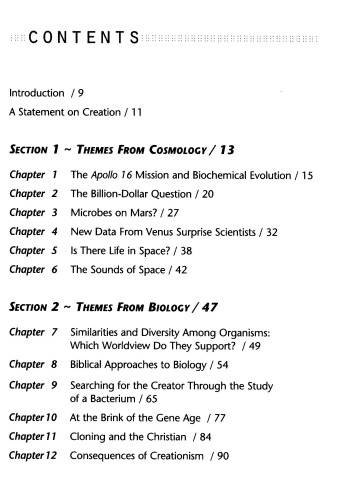 CONTENTS
Introduction / 9
A Statement on Creation / 11
SECTION 1 ~ THEMES FROM COSMOLOGY / 13
Chapter 1 The Apollo 16 Mission and Biochemical Evolution / 15
Chapter 2 The Billion-Dollar Question / 20
Chapter 3 Microbes on Mars? / 27
Chapter 4 New Data From Venus Surprise Scientists / 32
Chapter 5 Is There Life in Space? / 38
Chapter 6 The Sounds of Space / 42
SECTION 2 ~ THEMES FROM BIOLOGY / 47
Chapter 7 Similarities and Diversity Among Organisms:
Which Worldview Do They Support? / 49
Chapter 8 Biblical Approaches to Biology / 54
Chapter 9 Searching for the Creator Through the Study
of a Bacterium / 65
Chapter 10 At the Brink of the Gene Age / 77
Chapter 11 Cloning and the Christian / 84
Chapter 12 Consequences of Creationism / 90